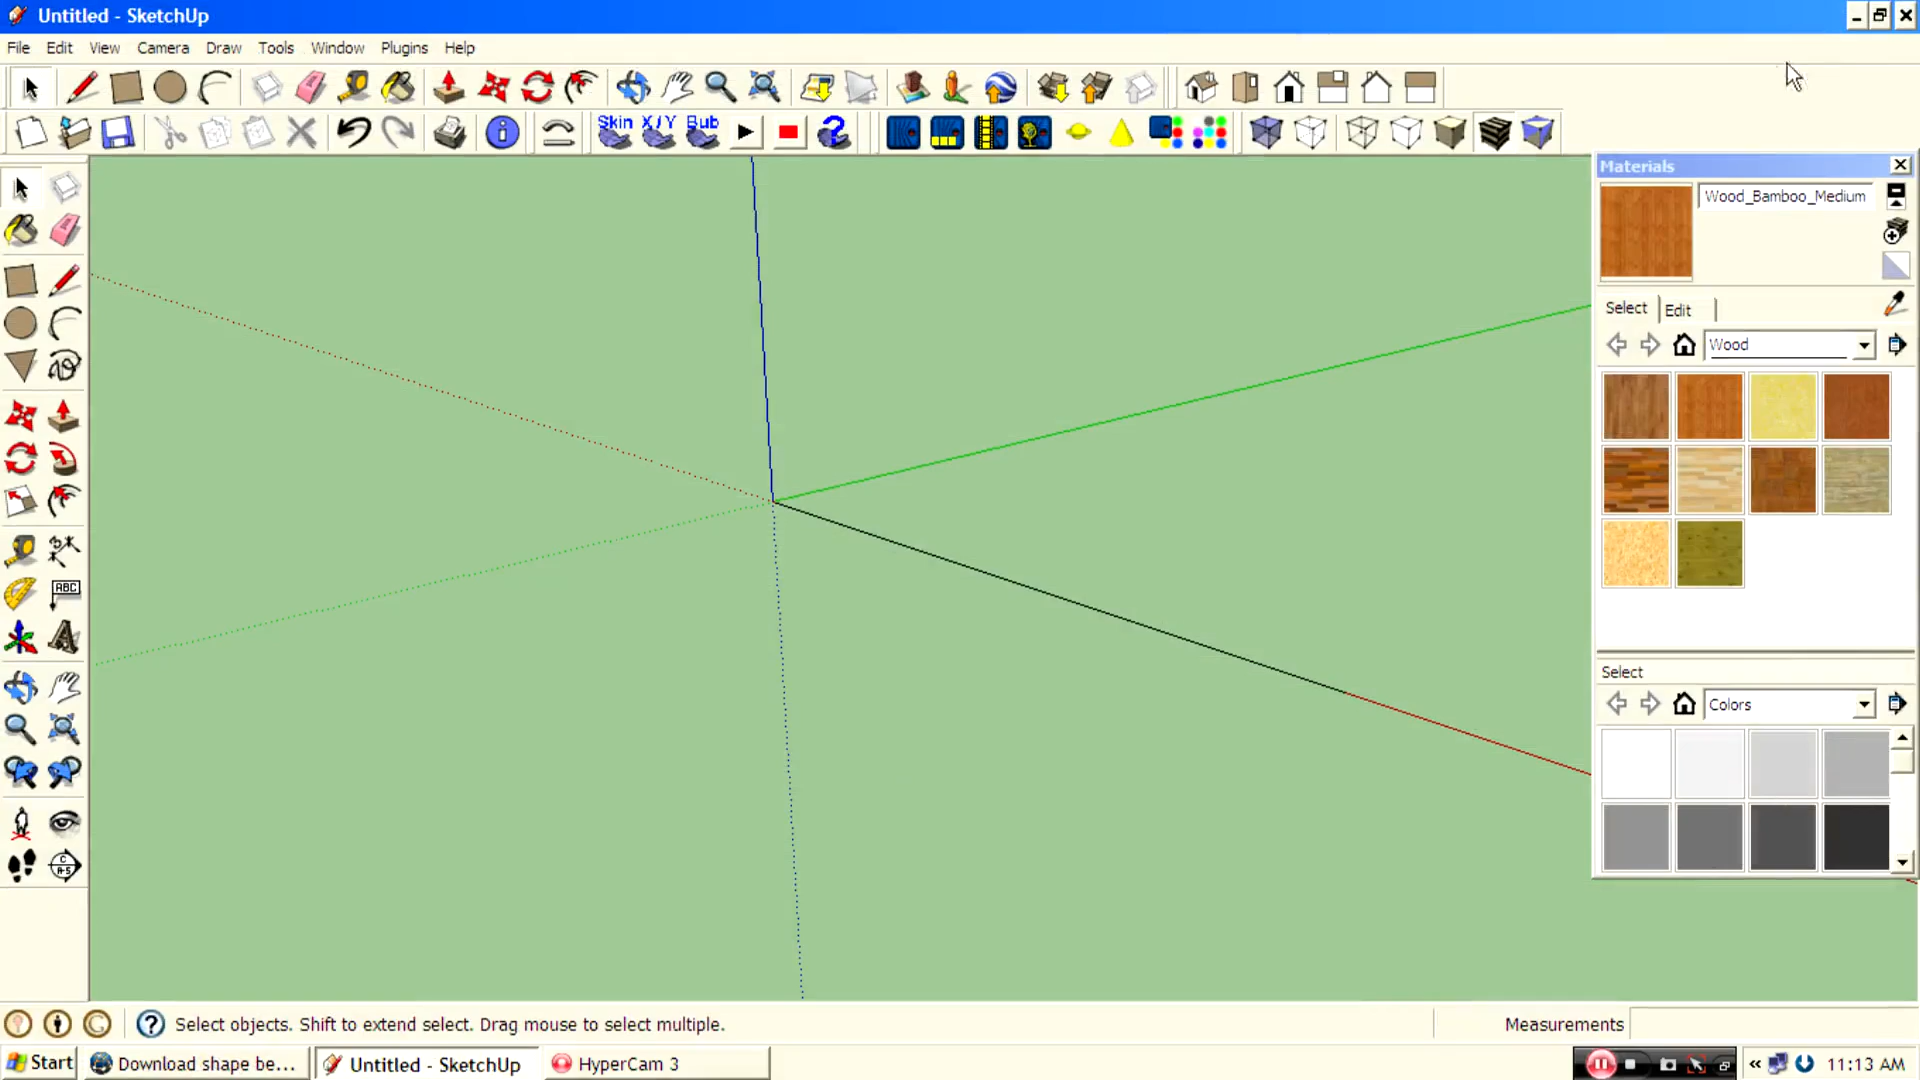 Untitled - SketchUp
File Edit View Camera Draw Tools Window Plugins Help
Skin X/Y Bub
Materials
Wood_Bamboo_Medium
Select Edit
Wood
ABC
Select
Colors
C
A-5
Select objects. Shift to extend select. Drag mouse to select multiple.
Measurements
Start Download shape be... Untitled - SketchUp HyperCam 3 11:13 AM